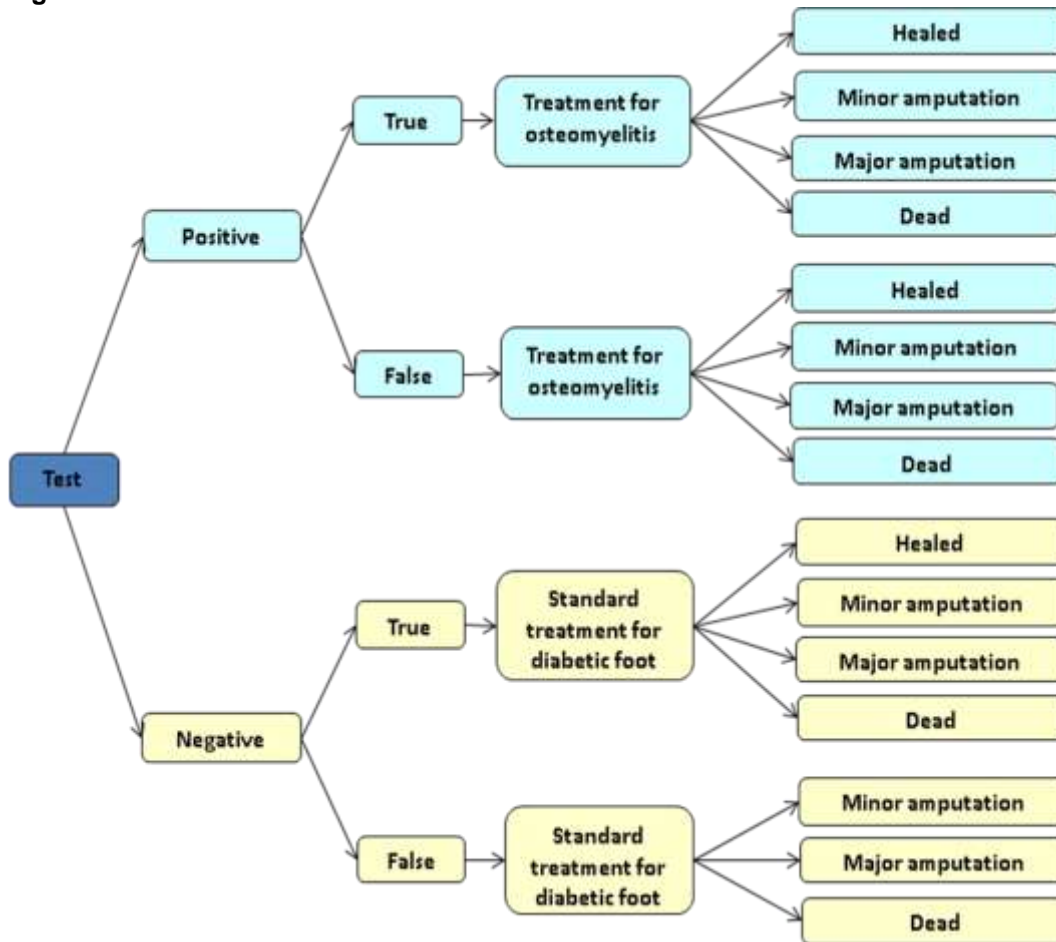 Healed
True
Treatment for
osteomyelitis
Minor amputation
Major amputation
Dead
Positive
Healed
False
Treatment for
osteomyelitis
Minor amputation
Major amputation
Dead
Test
Healed
True
Standard
treatment for
diabetic foot
Minor amputation
Major amputation
Dead
Negative
False
Standard
treatment for
diabetic foot
Minor amputation
Major amputation
Dead